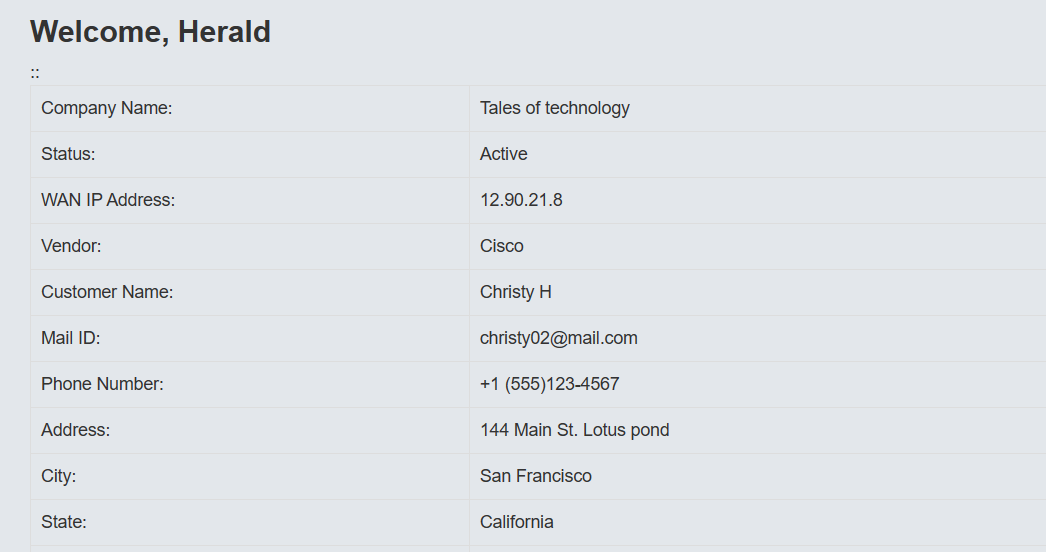 Welcome, Herald
::
Company Name: Tales of technology
Status: Active
WAN IP Address: 12.90.21.8
Vendor: Cisco
Customer Name: Christy H
Mail ID: christy02@mail.com
Phone Number: +1 (555)123-4567
Address: 144 Main St. Lotus pond
City: San Francisco
State: California